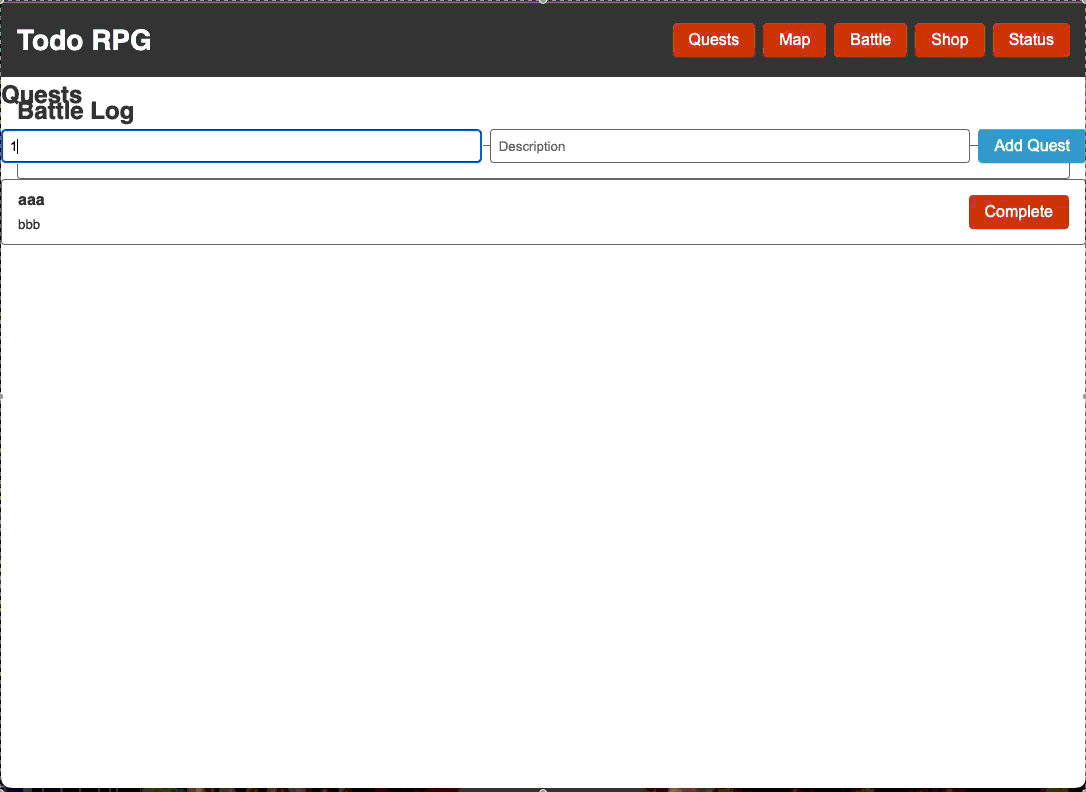 Todo RPG
Quests Map Battle Shop Status
Quests
Battle Log
1 Description Add Quest
aaa
bbb
Complete